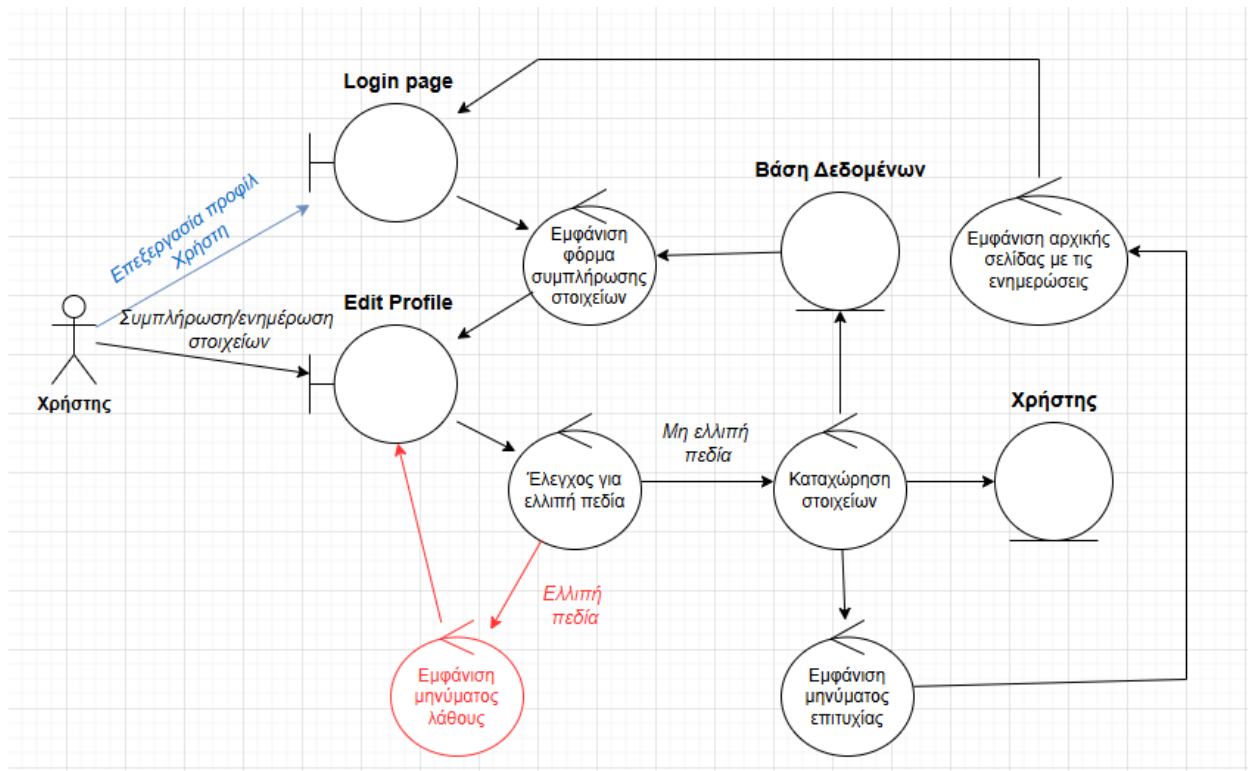 Login page
Επεξεργασία προφίλ
Χρήστη
Βάση Δεδομένων
Εμφάνιση
φόρμα
συμπλήρωσης
στοιχείων
Εμφάνιση αρχικής
σελίδας με τις
ενημερώσεις
Edit Profile
Συμπλήρωση/ενημέρωση
στοιχείων
Χρήστης
Χρήστης
Μη ελλιπή
πεδία
Έλεγχος για
ελλιπή πεδία
Καταχώρηση
στοιχείων
Ελλιπή
πεδία
Εμφάνιση
μηνύματος
λάθους
Εμφάνιση
μηνύματος
επιτυχίας